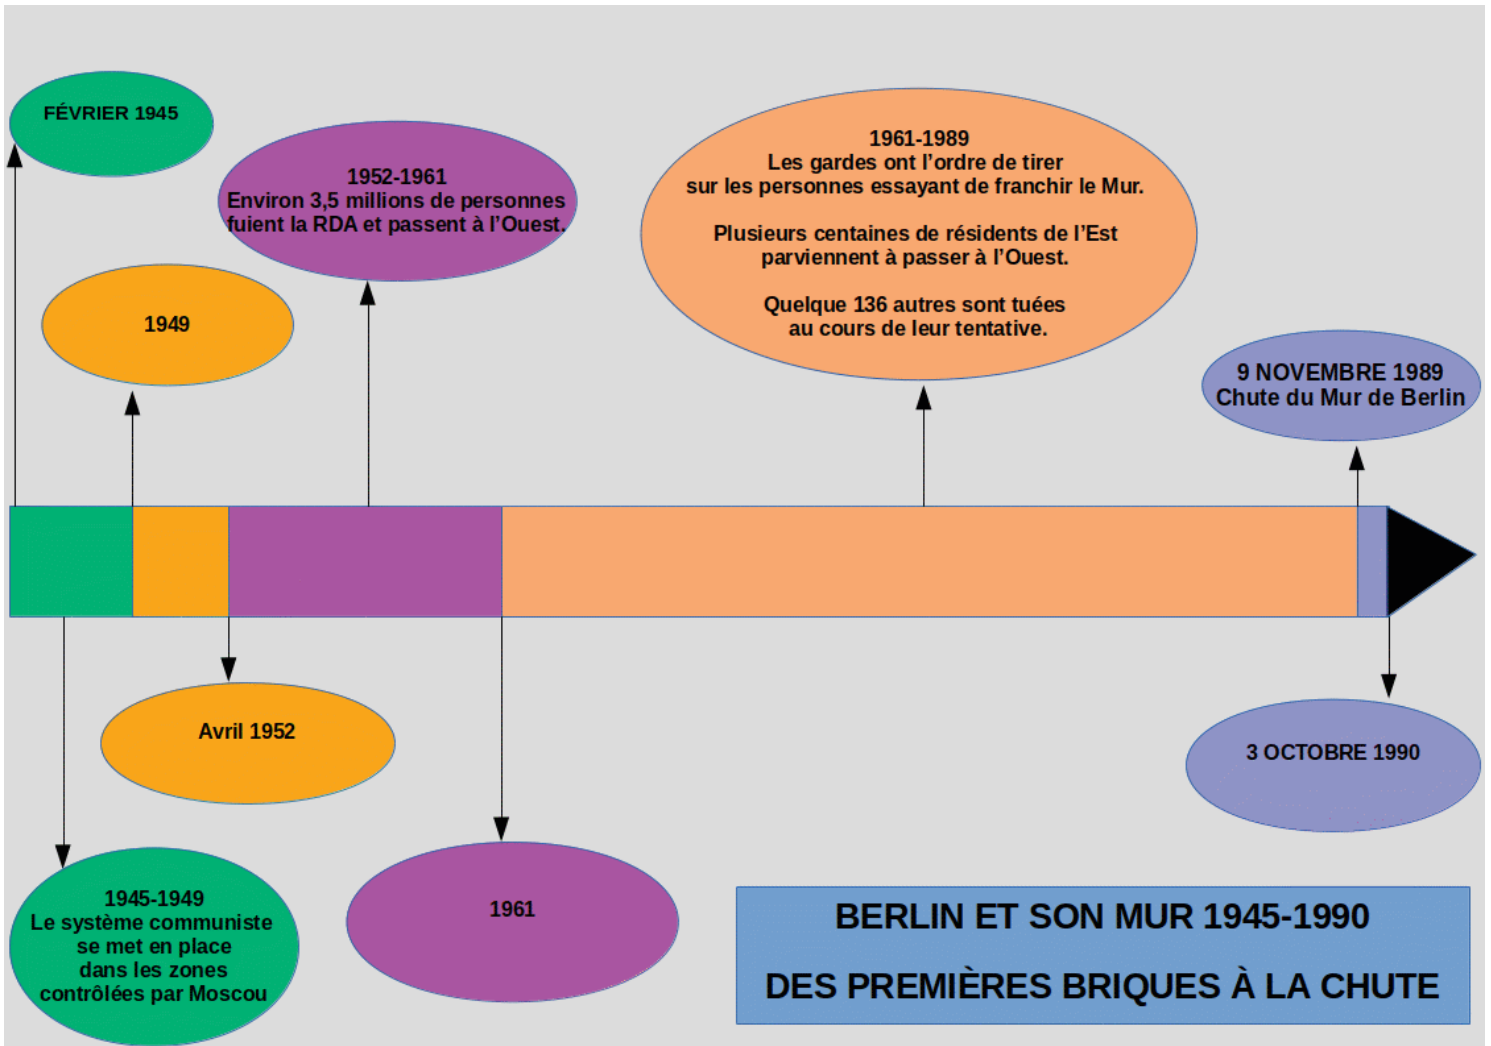 FÉVRIER 1945
1949
1952-1961
Environ 3,5 millions de personnes
fuient la RDA et passent à l'Ouest.
1961-1989
Les gardes ont l'ordre de tirer
sur les personnes essayant de franchir le Mur.
Plusieurs centaines de résidents de l'Est
parviennent à passer à l'Ouest.
Quelque 136 autres sont tuées
au cours de leur tentative.
9 NOVEMBRE 1989
Chute du Mur de Berlin
Avril 1952
3 OCTOBRE 1990
1945-1949
Le système communiste
se met en place
dans les zones
contrôlées par Moscou
1961
BERLIN ET SON MUR 1945-1990
DES PREMIÈRES BRIQUES À LA CHUTE